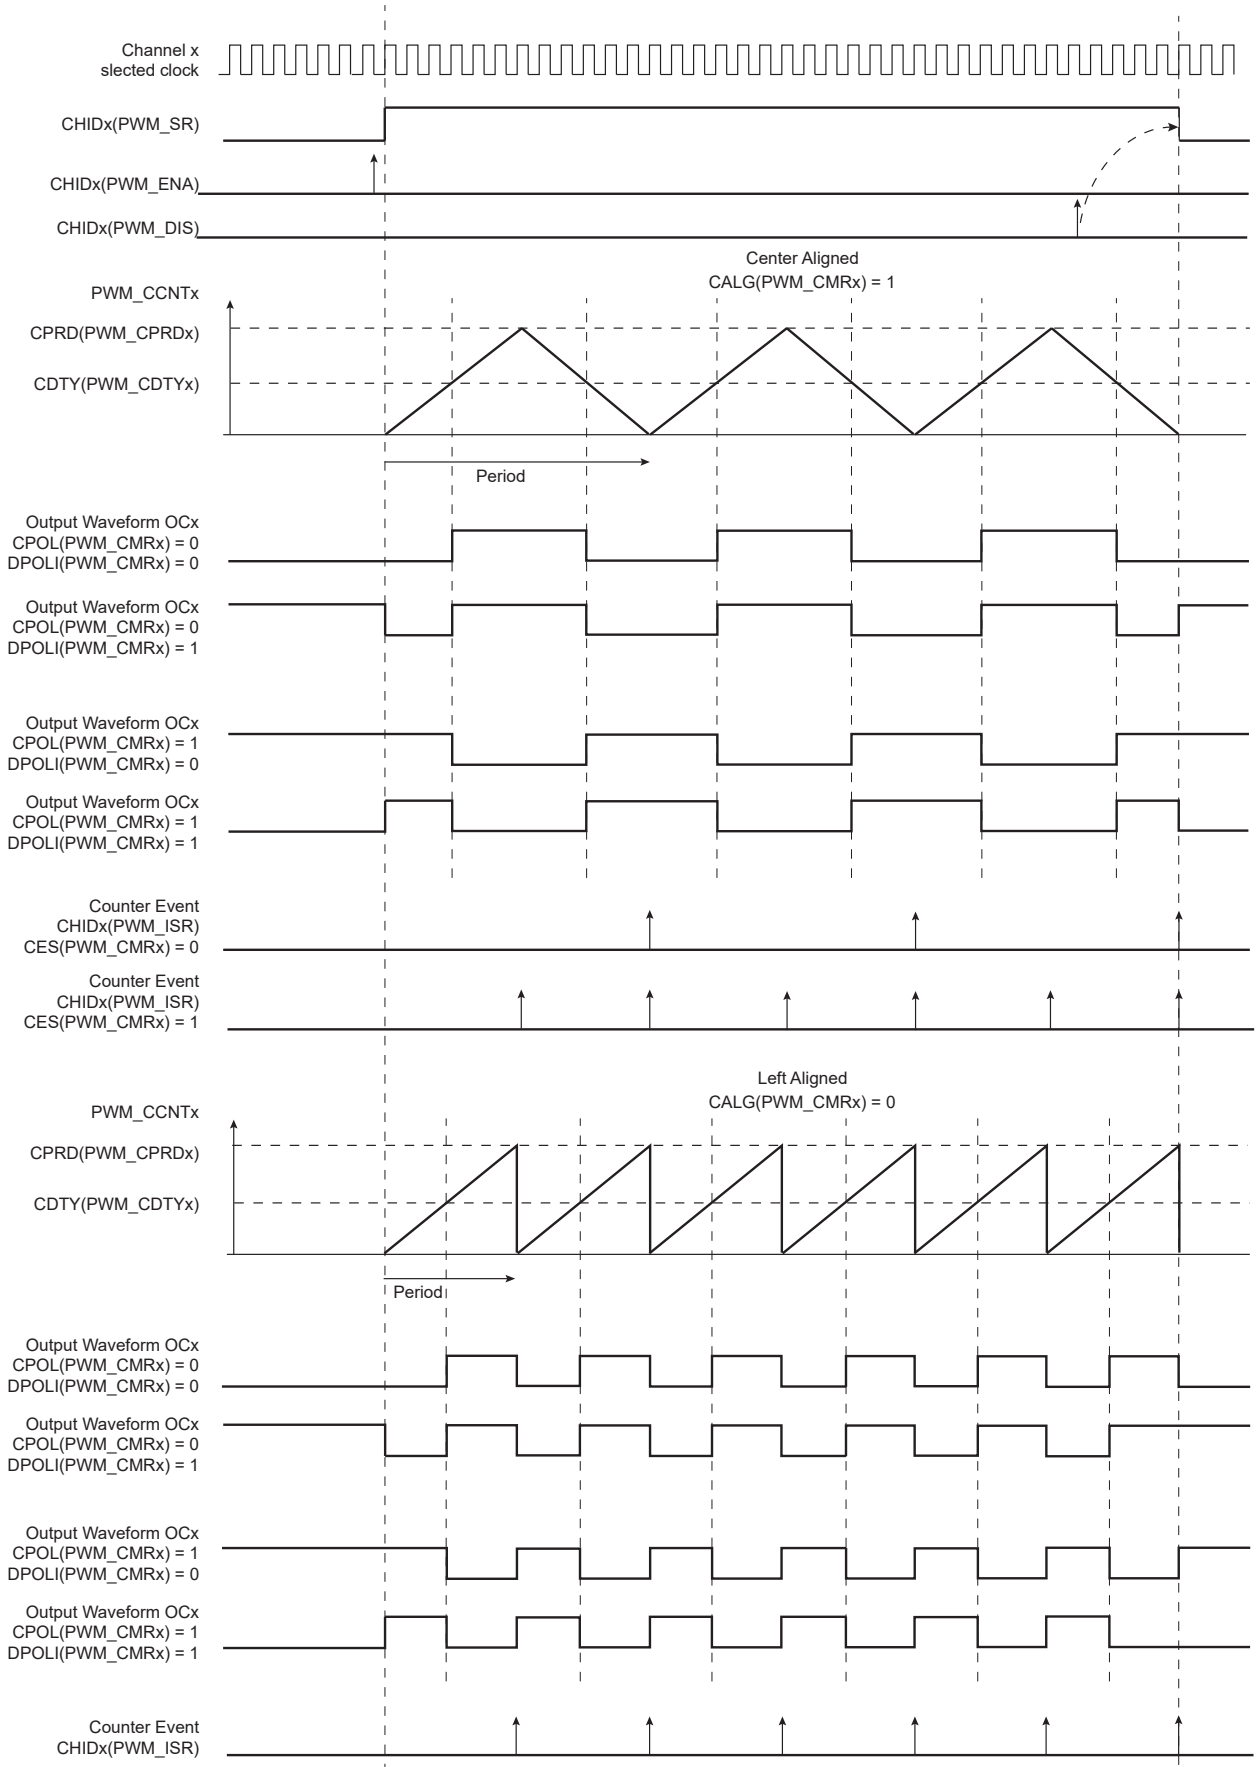 Channel x
slected clock
CHIDx(PWM_SR)
CHIDx(PWM_ENA)
CHIDx(PWM_DIS)
Center Aligned
CALG(PWM_CMRx) = 1
PWM_CCNTx
CPRD(PWM_CPRDx)
CDTY(PWM_CDTYx)
Period
Output Waveform OCx
CPOL(PWM_CMRx) = 0
DPOLI(PWM_CMRx) = 0
Output Waveform OCx
CPOL(PWM_CMRx) = 0
DPOLI(PWM_CMRx) = 1
Output Waveform OCx
CPOL(PWM_CMRx) = 1
DPOLI(PWM_CMRx) = 0
Output Waveform OCx
CPOL(PWM_CMRx) = 1
DPOLI(PWM_CMRx) = 1
Counter Event
CHIDx(PWM_ISR)
CES(PWM_CMRx) = 0
Counter Event
CHIDx(PWM_ISR)
CES(PWM_CMRx) = 1
Left Aligned
CALG(PWM_CMRx) = 0
PWM_CCNTx
CPRD(PWM_CPRDx)
CDTY(PWM_CDTYx)
Period
Output Waveform OCx
CPOL(PWM_CMRx) = 0
DPOLI(PWM_CMRx) = 0
Output Waveform OCx
CPOL(PWM_CMRx) = 0
DPOLI(PWM_CMRx) = 1
Output Waveform OCx
CPOL(PWM_CMRx) = 1
DPOLI(PWM_CMRx) = 0
Output Waveform OCx
CPOL(PWM_CMRx) = 1
DPOLI(PWM_CMRx) = 1
Counter Event
CHIDx(PWM_ISR)